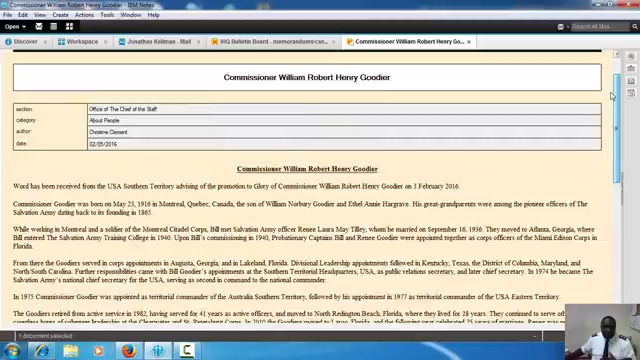 Commissioner William Robert Henry Goodier - IBM Notes
File Edit View Create Actions Tools Window Help
Open
Search All Mail
Discover
Workspace
Jonathan Kellman - Mail
IHQ Bulletin Board - memorandums
Commissioner William Robert Henry Go...
Commissioner William Robert Henry Goodier
section: Office of The Chief of the Staff
category: About People
author: Christine Clement
date: 02/05/2016
Commissioner William Robert Henry Goodier
Word has been received from the USA Southern Territory advising of the promotion to Glory of Commissioner William Robert Henry Goodier on 3 February 2016.
Commissioner Goodier was born on May 23, 1916 in Montreal, Quebec, Canada, the son of William Norbury Goodier and Ethel Annie Hargrave. His great-grandparents were among the pioneer officers of The
Salvation Army dating back to its founding in 1865.
While working in Montreal and a soldier of the Montreal Citadel Corps, Bill met Salvation Army officer Renee Laura May Tilley, whom he married on September 16, 1936. They moved to Atlanta, Georgia, where
Bill entered The Salvation Army Training College in 1940. Upon Bill's commissioning in 1940, Probationary Captains Bill and Renee Goodier were appointed together as corps officers of the Miami Edison Corps in
Florida.
From there the Goodiers served in corps appointments in Augusta, Georgia, and in Lakeland, Florida. Divisional Leadership appointments followed in Kentucky, Texas, the District of Columbia, Maryland, and
North/South Carolina. Further responsibilities came with Bill Goodier's appointments at the Southern Territorial Headquarters, USA, as public relations secretary, and later chief secretary. In 1974 he became The
Salvation Army's national chief secretary for the USA, serving as second in command to the national commander.
In 1975 Commissioner Goodier was appointed as territorial commander of the Australia Southern Territory, followed by his appointment in 1977 as territorial commander of the USA Eastern Territory.
The Goodiers retired from active service in 1982, having served for 41 years as active officers, and moved to North Redington Beach, Florida, where they lived for 28 years. They continued to serve
1 document selected